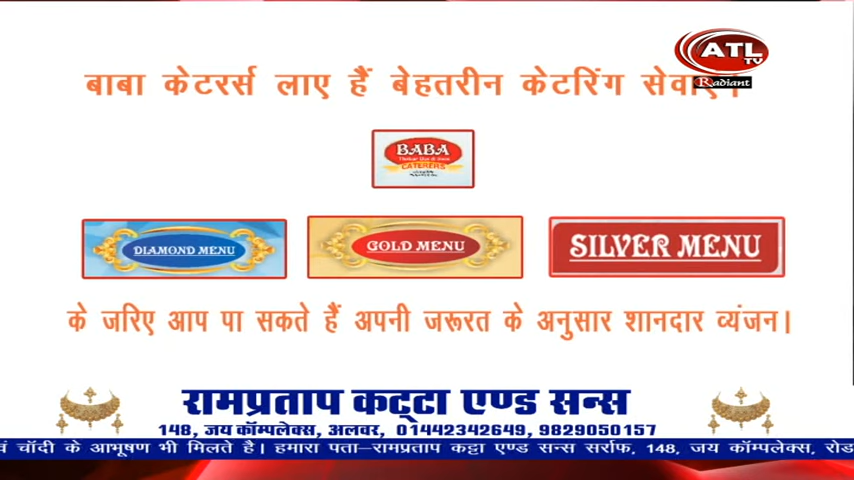 ATL
TV
Radiant
बाबा केटरर्स लाए हैं बेहतरीन केटरिंग सेवाएं।
BABA
CATERERS
DIAMOND MENU
GOLD MENU
SILVER MENU
के जरिए आप पा सकते हैं अपनी जरूरत के अनुसार शानदार व्यंजन।
रामप्रताप कट्टा एण्ड सन्स
148, जय कॉम्पलेक्स, अलवर, 01442342649, 9829050157
वं चॉदी के आभूषण भी मिलते है। हमारा पता–रामप्रताप कट्टा एण्ड सन्स सर्राफ, 148, जय कॉम्पलेक्स, रोड